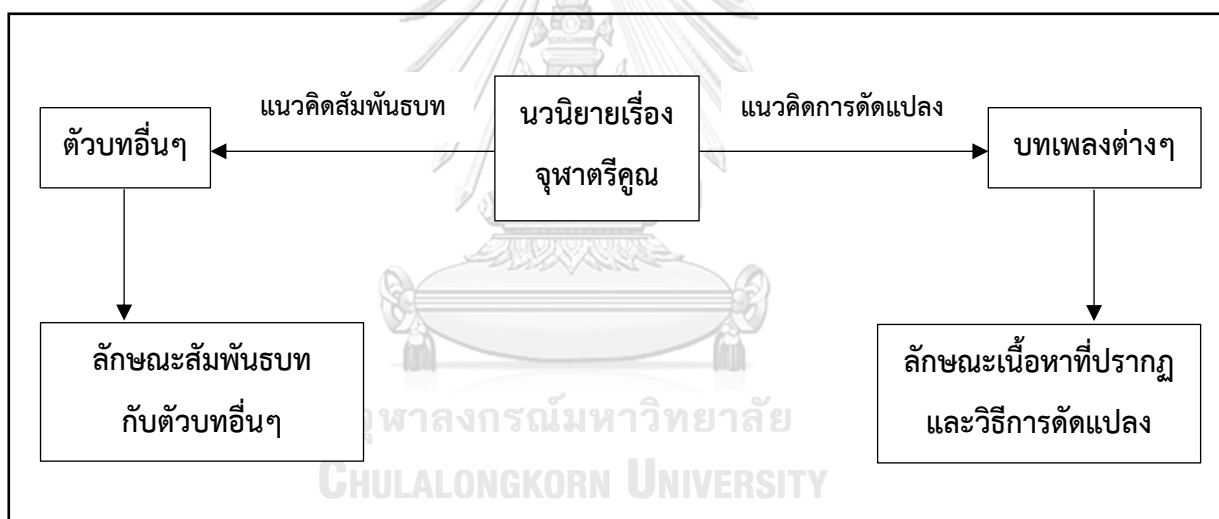 แนวคิดสัมพันธบท
นวนิยายเรื่อง
จุฬาตรีคูณ
แนวคิดการดัดแปลง
ตัวบทอื่นๆ
บทเพลงต่างๆ
ลักษณะสัมพันธบท
กับตัวบทอื่นๆ
ลักษณะเนื้อหาที่ปรากฏ
และวิธีการดัดแปลง
จุฬาลงกรณ์มหาวิทยาลัย
CHULALONGKORN UNIVERSITY